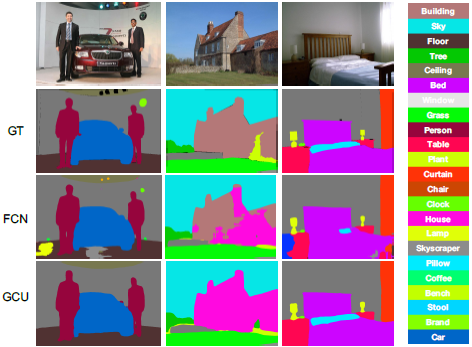 Building
Sky
Floor
Tree
Ceiling
Bed
Window
Grass
GT
Person
Table
Plant
Curtain
Chair
FCN
Clock
House
Lamp
Skyscraper
Pillow
Coffee
GCU
Bench
Stool
Brand
Car